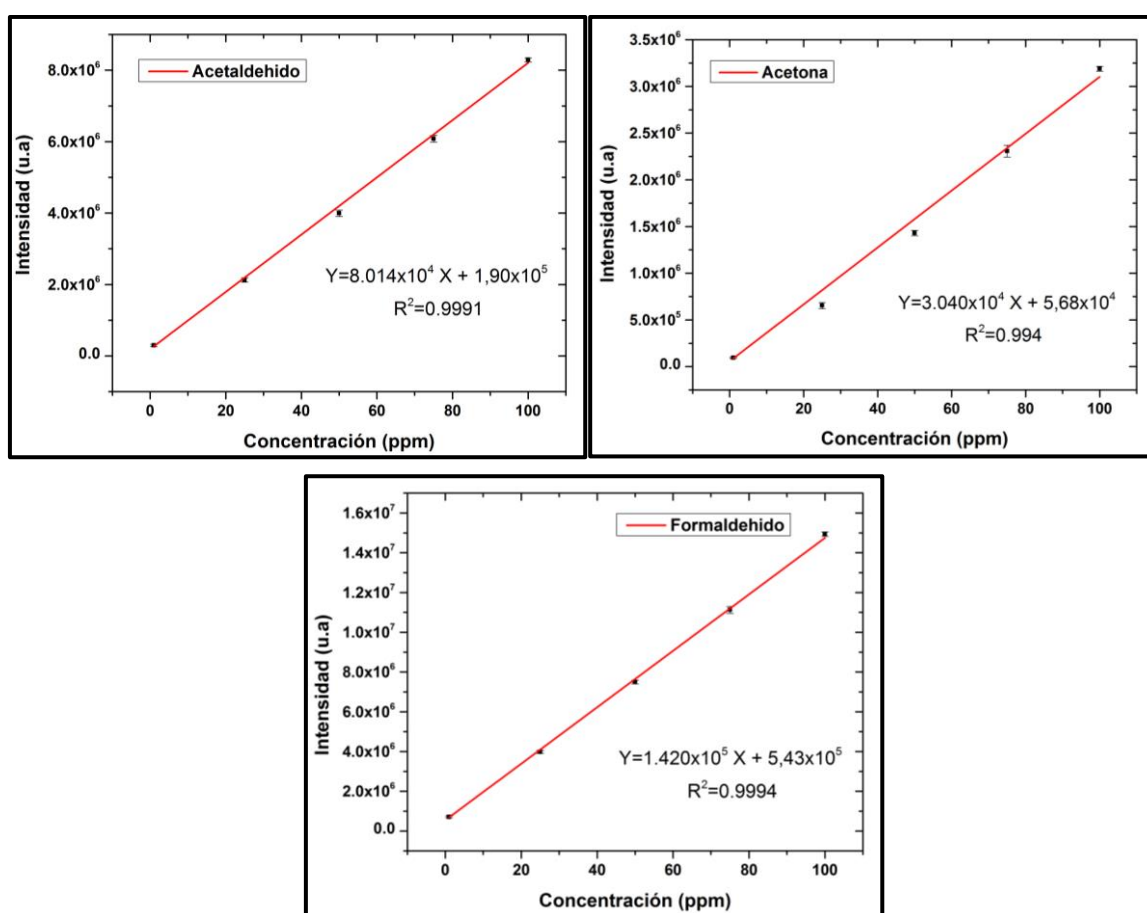 Acetaldehido
8.0x10⁶
6.0x10⁶
4.0x10⁶
2.0x10⁶
0.0
Intensidad (u.a)
Y=8.014x10⁴ X + 1,90x10⁵
R²=0.9991
0 20 40 60 80 100
Concentración (ppm)
Acetona
3.5x10⁶
3.0x10⁶
2.5x10⁶
2.0x10⁶
1.5x10⁶
1.0x10⁶
5.0x10⁵
0.0
Intensidad (u.a)
Y=3.040x10⁴ X + 5,68x10⁴
R²=0.994
0 20 40 60 80 100
Concentración (ppm)
Formaldehido
1.6x10⁷
1.4x10⁷
1.2x10⁷
1.0x10⁷
8.0x10⁶
6.0x10⁶
4.0x10⁶
2.0x10⁶
0.0
Intensidad (u.a)
Y=1.420x10⁵ X + 5,43x10⁵
R²=0.9994
0 20 40 60 80 100
Concentración (ppm)